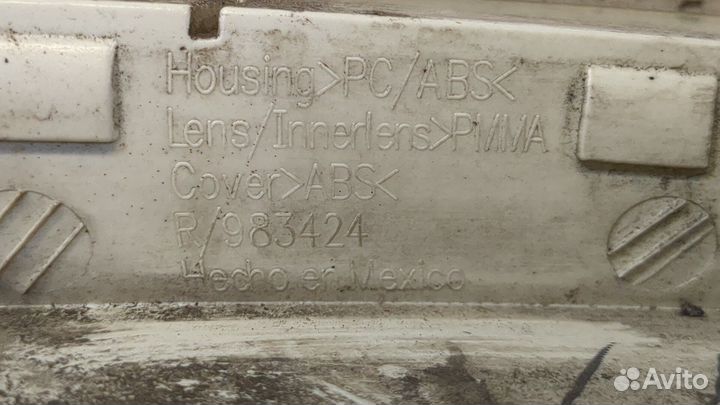 Housing>PC/ABS<
Lens/Innerlens>PMMA
Cover>ABS<
R/983424
Hecho en Mexico
Avito